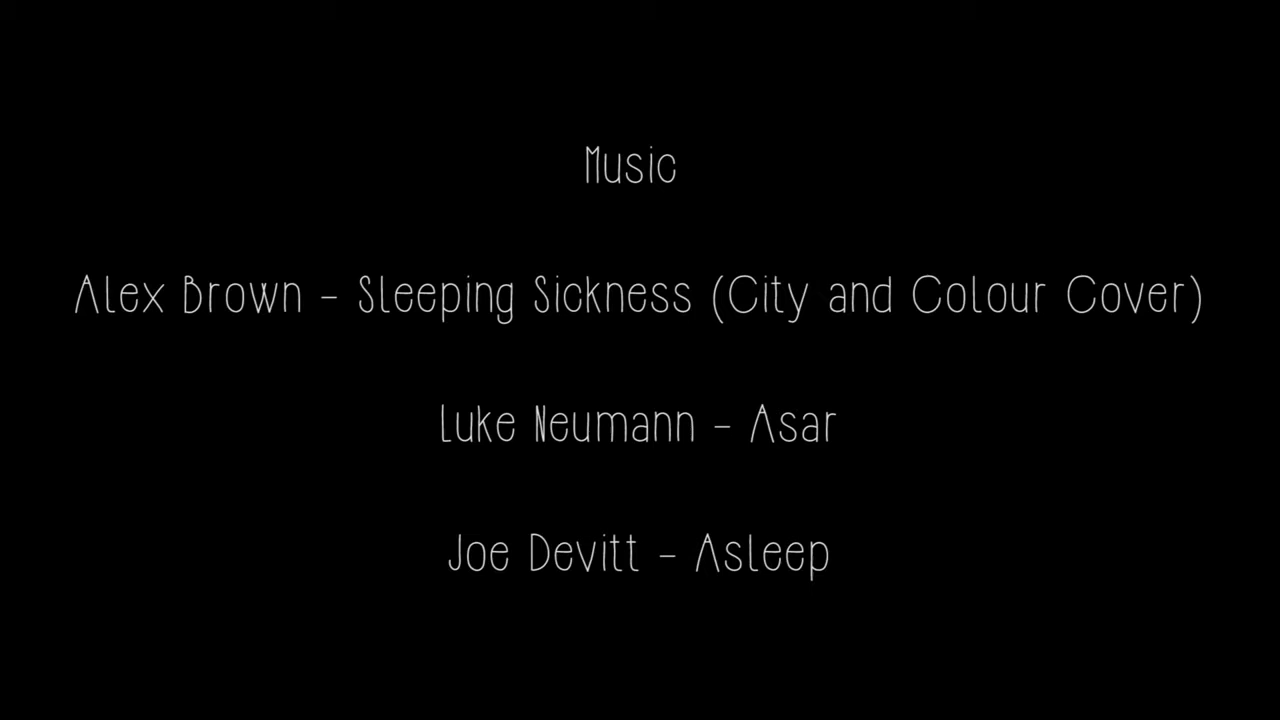 Music
Alex Brown - Sleeping Sickness (City and Colour Cover)
Luke Neumann - Asar
Joe Devitt - Asleep